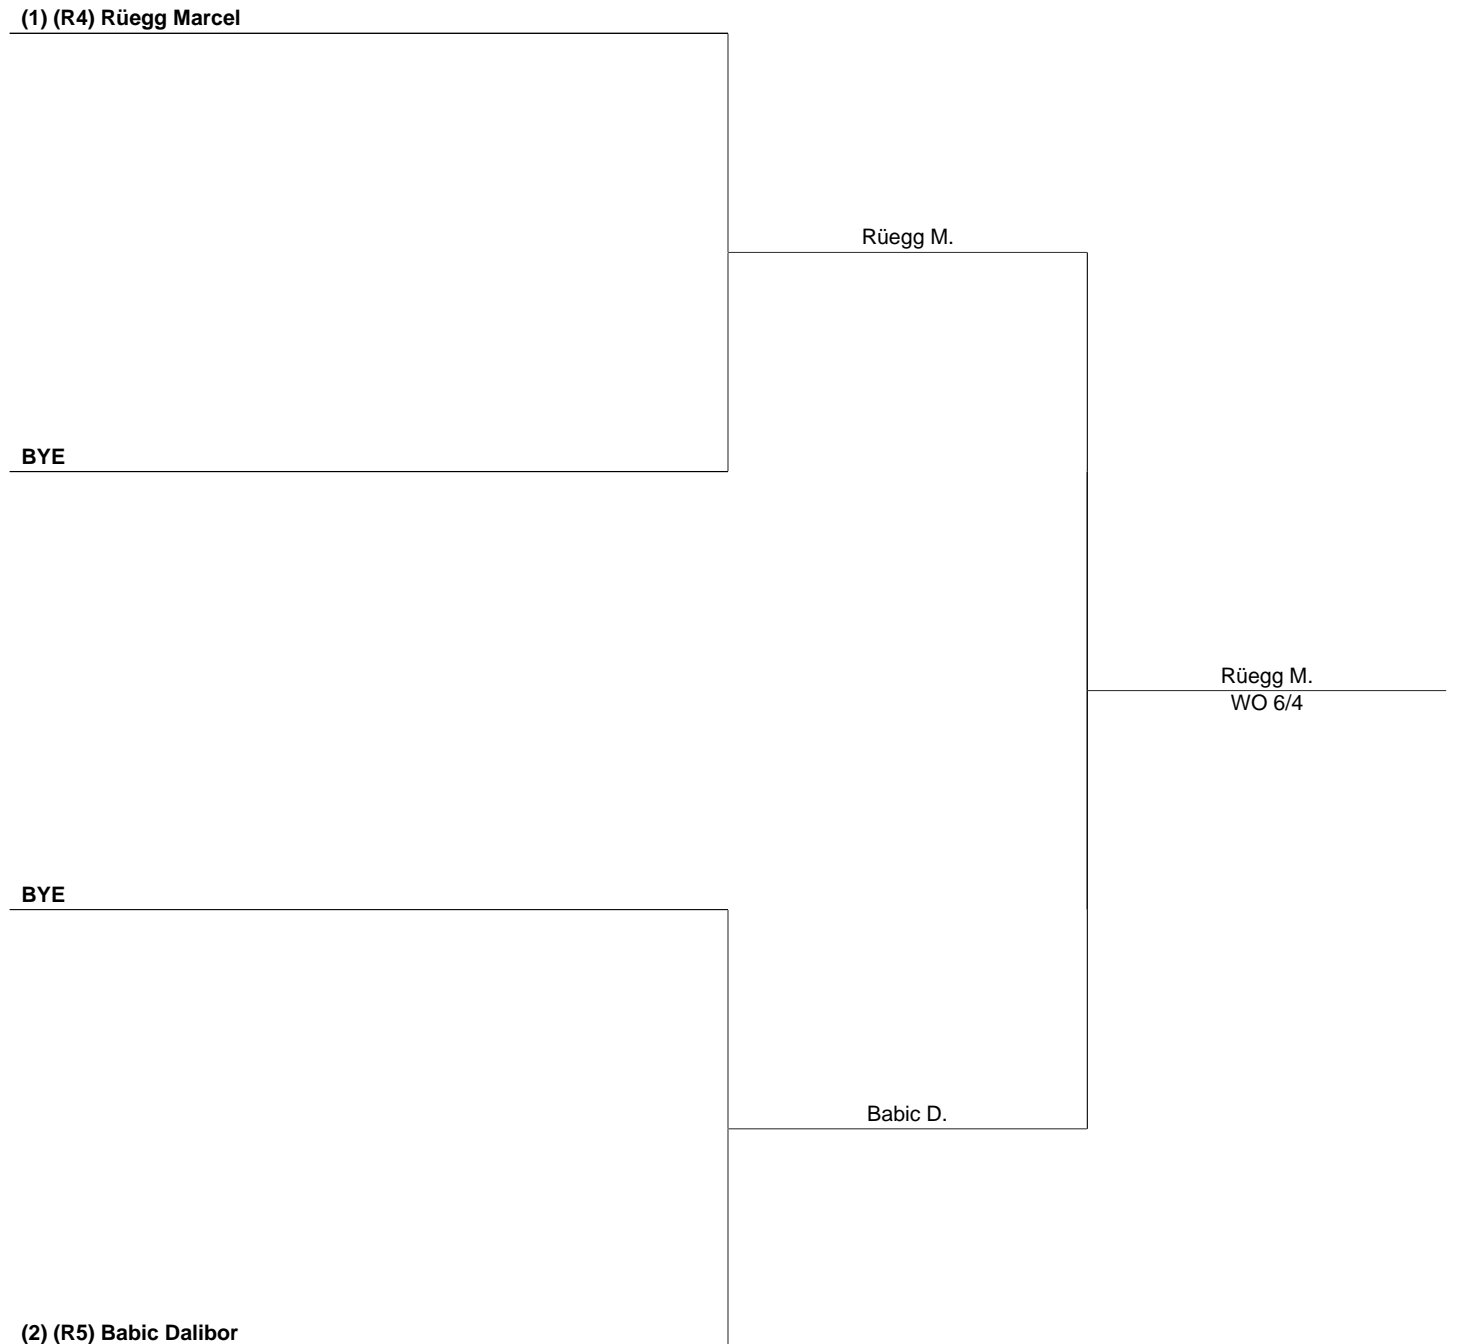 (1) (R4) Rüegg Marcel
Rüegg M.
BYE
Rüegg M.
WO 6/4
BYE
Babic D.
(2) (R5) Babic Dalibor